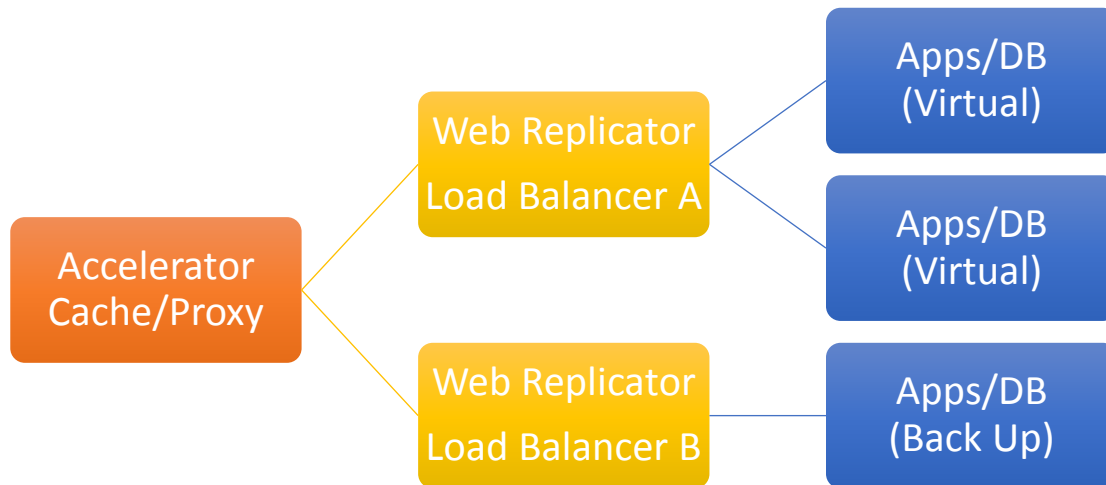 Accelerator
Cache/Proxy
Web Replicator
Load Balancer A
Web Replicator
Load Balancer B
Apps/DB
(Virtual)
Apps/DB
(Virtual)
Apps/DB
(Back Up)